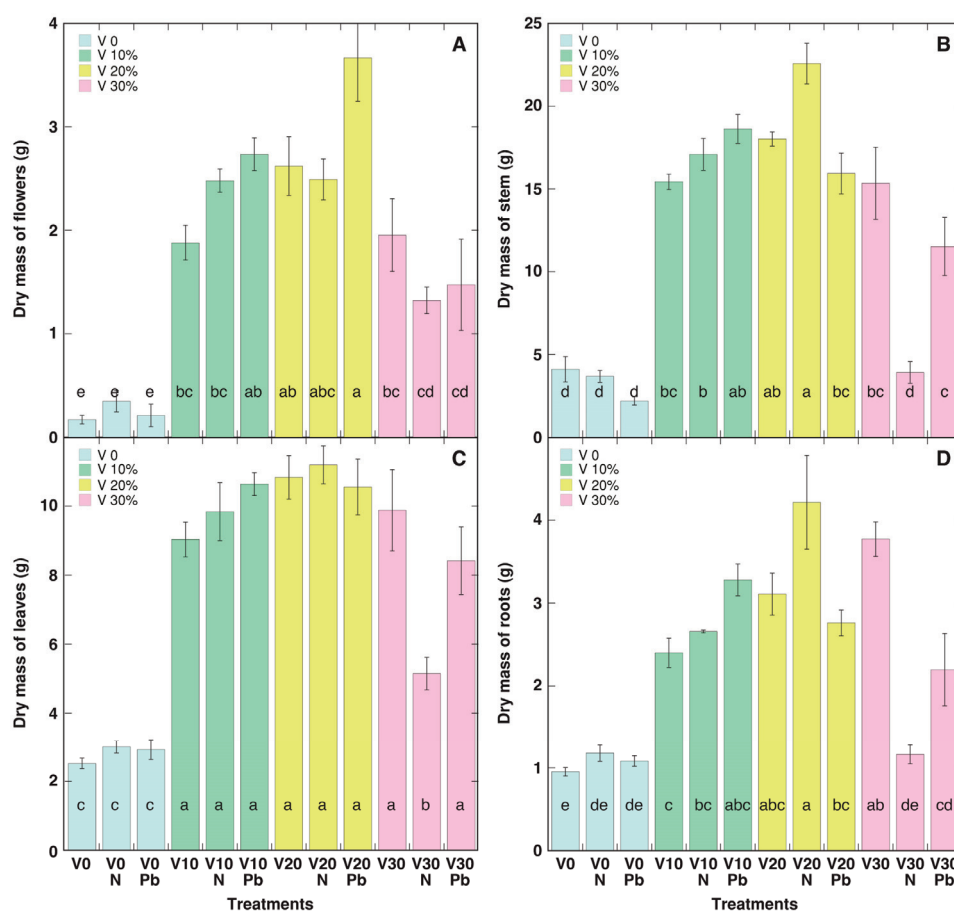 A
V 0
V 10%
V 20%
V 30%
Dry mass of flowers (g)
4
3
2
1
0
e e e bc bc ab ab abc a bc cd cd
B
V 0
V 10%
V 20%
V 30%
Dry mass of stem (g)
25
20
15
10
5
0
d d d bc b ab ab a bc bc d c
C
V 0
V 10%
V 20%
V 30%
Dry mass of leaves (g)
10
8
6
4
2
0
c c c a a a a a a a b a
V0 V0 V0 V10 V10 V10 V20 V20 V20 V30 V30 V30
N Pb N Pb N Pb N Pb
Treatments
D
V 0
V 10%
V 20%
V 30%
Dry mass of roots (g)
4
3
2
1
0
e de de c bc abc abc a bc ab de cd
V0 V0 V0 V10 V10 V10 V20 V20 V20 V30 V30 V30
N Pb N Pb N Pb N Pb
Treatments